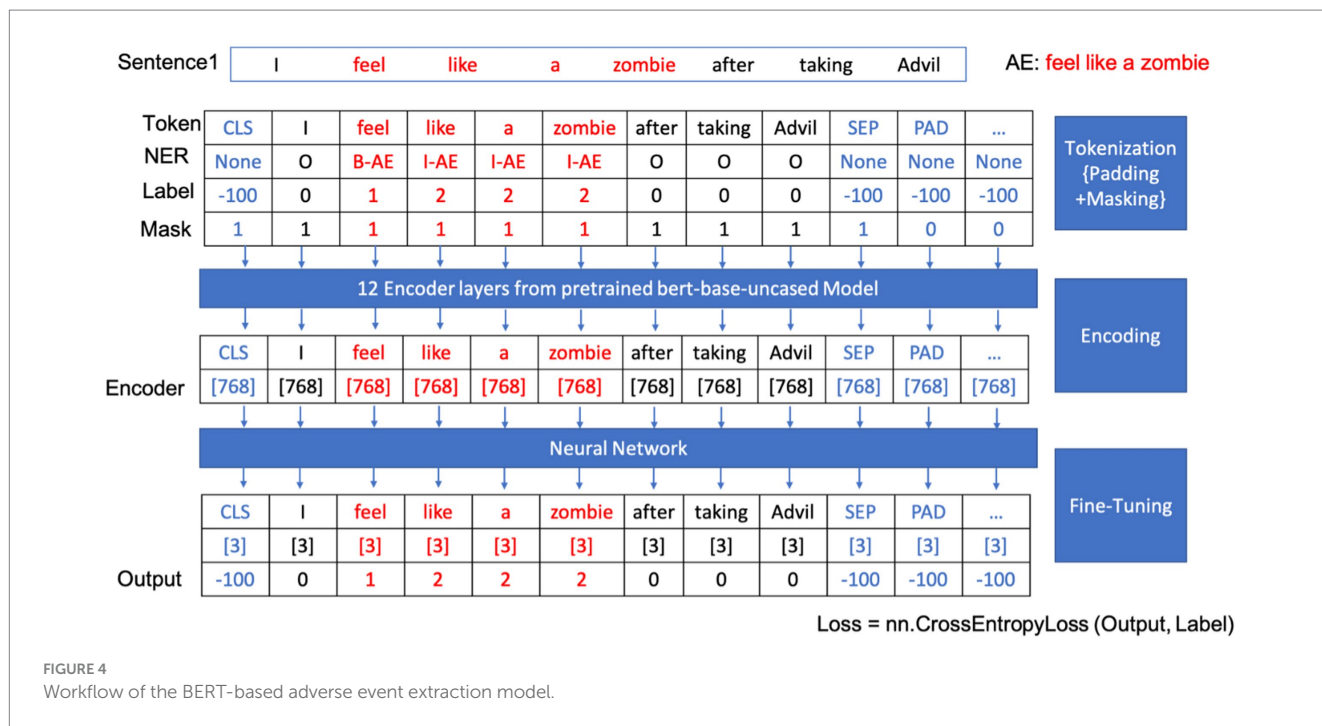 Sentence1 I feel like a zombie after taking Advil AE: feel like a zombie
Token CLS I feel like a zombie after taking Advil SEP PAD ...
NER None O B-AE I-AE I-AE I-AE O O O None None None
Label -100 0 1 2 2 2 0 0 0 -100 -100 -100
Mask 1 1 1 1 1 1 1 1 1 1 0 0
Tokenization
{Padding
+Masking}
12 Encoder layers from pretrained bert-base-uncased Model
CLS I feel like a zombie after taking Advil SEP PAD ...
Encoder [768] [768] [768] [768] [768] [768] [768] [768] [768] [768] [768] [768]
Encoding
Neural Network
CLS I feel like a zombie after taking Advil SEP PAD ...
[3] [3] [3] [3] [3] [3] [3] [3] [3] [3] [3] [3]
Output -100 0 1 2 2 2 0 0 0 -100 -100 -100
Fine-Tuning
Loss = nn.CrossEntropyLoss (Output, Label)
FIGURE 4
Workflow of the BERT-based adverse event extraction model.